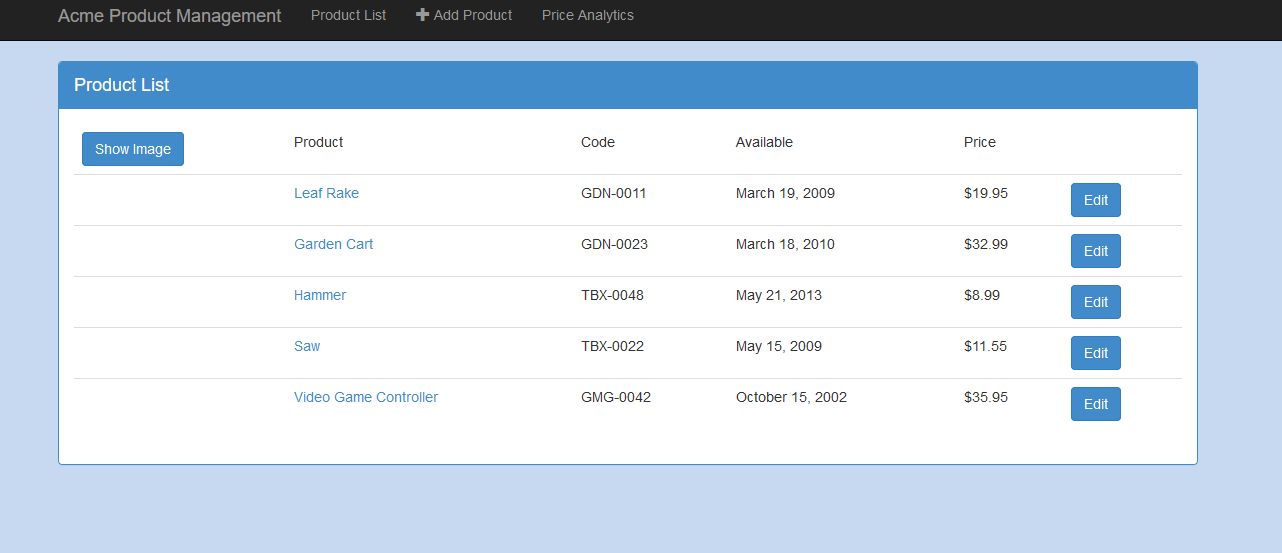 Acme Product Management Product List Add Product Price Analytics
Product List
Show Image Product Code Available Price
Leaf Rake GDN-0011 March 19, 2009 $19.95 Edit
Garden Cart GDN-0023 March 18, 2010 $32.99 Edit
Hammer TBX-0048 May 21, 2013 $8.99 Edit
Saw TBX-0022 May 15, 2009 $11.55 Edit
Video Game Controller GMG-0042 October 15, 2002 $35.95 Edit